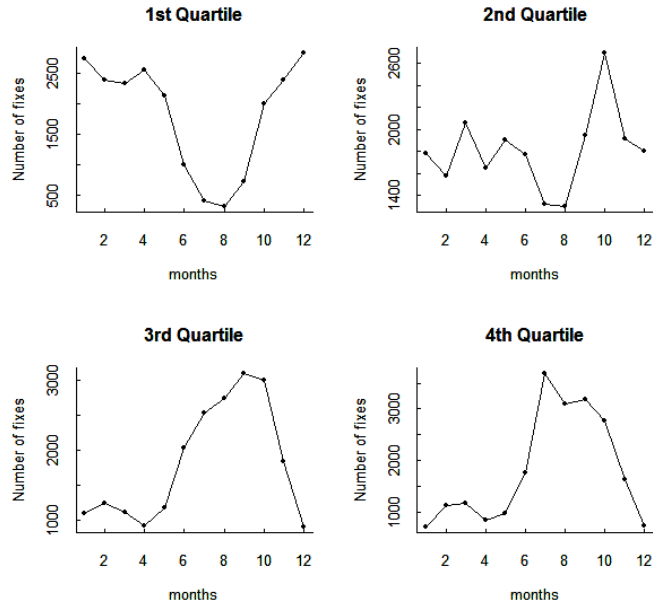 1st Quartile
Number of fixes
500 1500 2500
2 4 6 8 10 12
months
2nd Quartile
Number of fixes
1400 2000 2600
2 4 6 8 10 12
months
3rd Quartile
Number of fixes
1000 2000 3000
2 4 6 8 10 12
months
4th Quartile
Number of fixes
1000 2000 3000
2 4 6 8 10 12
months